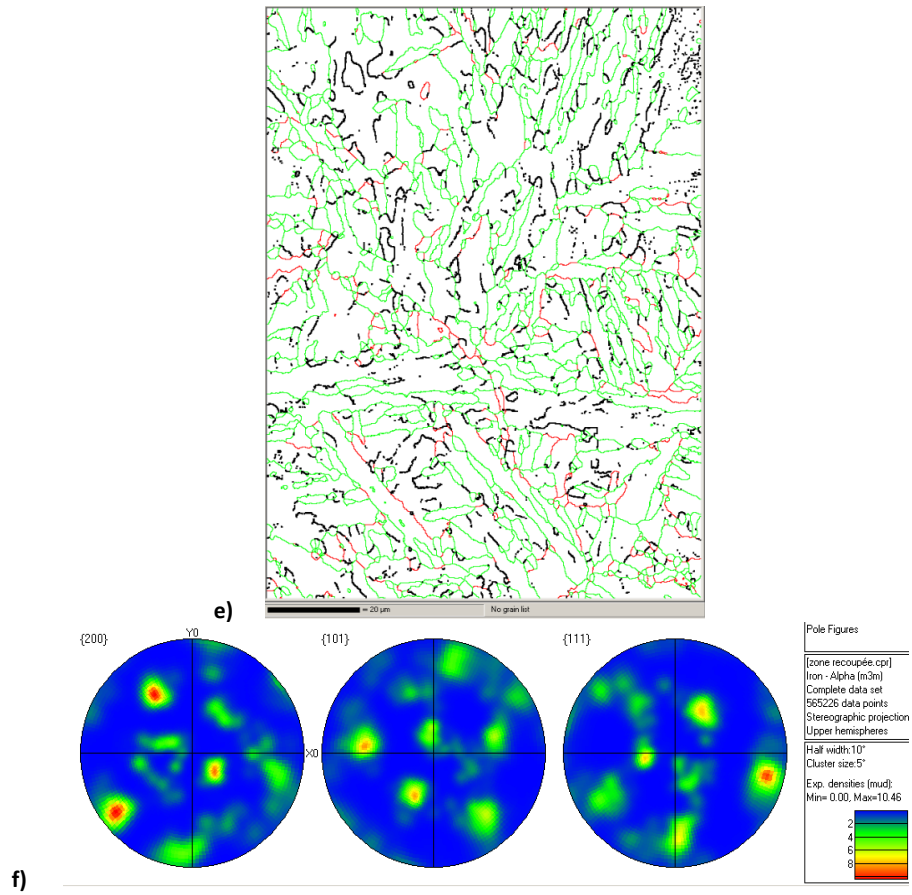 e)
= 20 µm
No grain list
{200}
Y0
X0
{101}
{111}
Pole Figures
[zone recoupée.cpr]
Iron - Alpha (m3m)
Complete data set
565226 data points
Stereographic projection
Upper hemispheres
Half width:10°
Cluster size:5°
Exp. densities (mud):
Min= 0.00, Max=10.46
2
4
6
8
f)